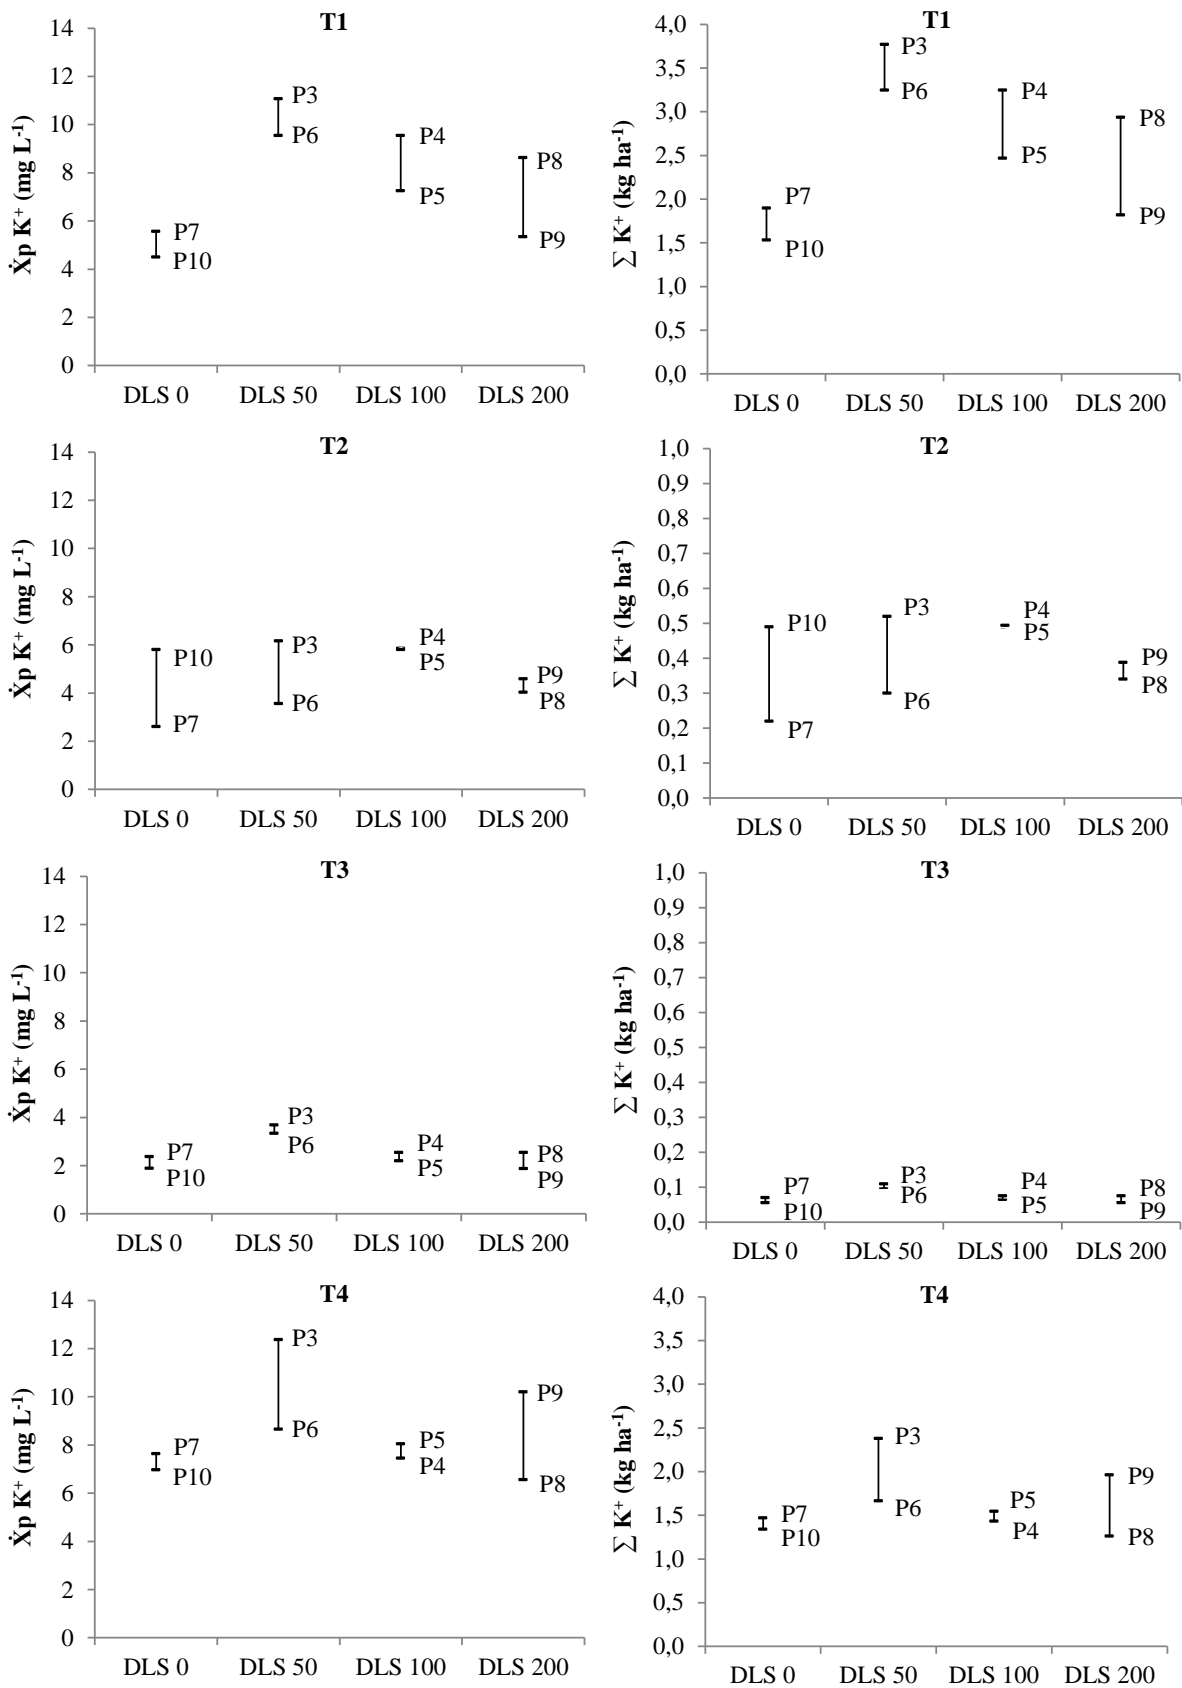 T1
Ẋp K⁺ (mg L⁻¹)
14
12
10
8
6
4
2
0
P7
P10
P3
P6
P4
P5
P8
P9
DLS 0 DLS 50 DLS 100 DLS 200
T1
∑ K⁺ (kg ha⁻¹)
4,0
3,5
3,0
2,5
2,0
1,5
1,0
0,5
0,0
P7
P10
P3
P6
P4
P5
P8
P9
DLS 0 DLS 50 DLS 100 DLS 200
T2
Ẋp K⁺ (mg L⁻¹)
14
12
10
8
6
4
2
0
P10
P7
P3
P6
P4
P5
P9
P8
DLS 0 DLS 50 DLS 100 DLS 200
T2
∑ K⁺ (kg ha⁻¹)
1,0
0,9
0,8
0,7
0,6
0,5
0,4
0,3
0,2
0,1
0,0
P10
P7
P3
P6
P4
P5
P9
P8
DLS 0 DLS 50 DLS 100 DLS 200
T3
Ẋp K⁺ (mg L⁻¹)
14
12
10
8
6
4
2
0
P7
P10
P3
P6
P4
P5
P8
P9
DLS 0 DLS 50 DLS 100 DLS 200
T3
∑ K⁺ (kg ha⁻¹)
1,0
0,9
0,8
0,7
0,6
0,5
0,4
0,3
0,2
0,1
0,0
P7
P10
P3
P6
P4
P5
P8
P9
DLS 0 DLS 50 DLS 100 DLS 200
T4
Ẋp K⁺ (mg L⁻¹)
14
12
10
8
6
4
2
0
P7
P10
P3
P6
P5
P4
P9
P8
DLS 0 DLS 50 DLS 100 DLS 200
T4
∑ K⁺ (kg ha⁻¹)
4,0
3,5
3,0
2,5
2,0
1,5
1,0
0,5
0,0
P7
P10
P3
P6
P5
P4
P9
P8
DLS 0 DLS 50 DLS 100 DLS 200